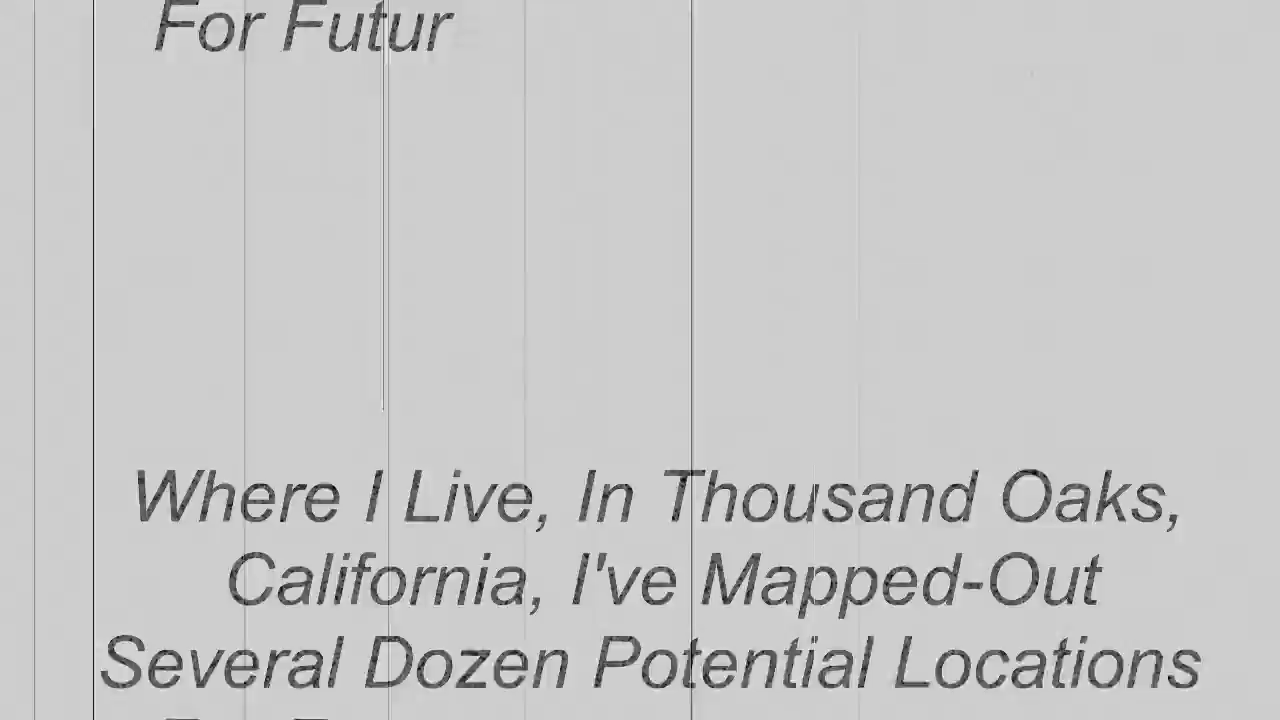 For Futur
Where I Live, In Thousand Oaks,
California, I've Mapped-Out
Several Dozen Potential Locations